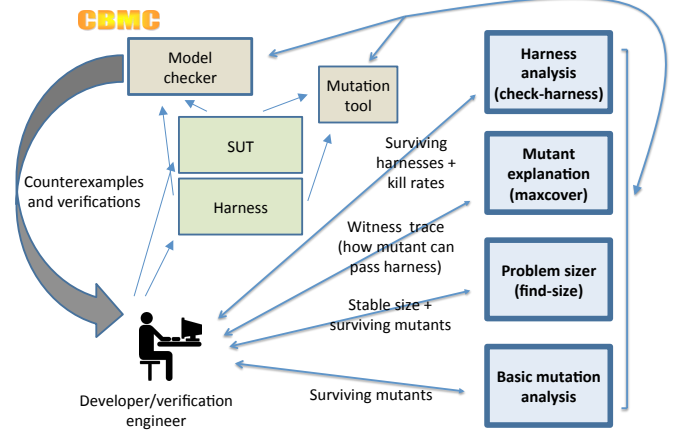 CBMC
Model
checker
Mutation
tool
SUT
Harness
Counterexamples
and verifications
Developer/verification
engineer
Surviving
harnesses +
kill rates
Witness trace
(how mutant can
pass harness)
Stable size +
surviving mutants
Surviving mutants
Harness
analysis
(check-harness)
Mutant
explanation
(maxcover)
Problem sizer
(find-size)
Basic mutation
analysis